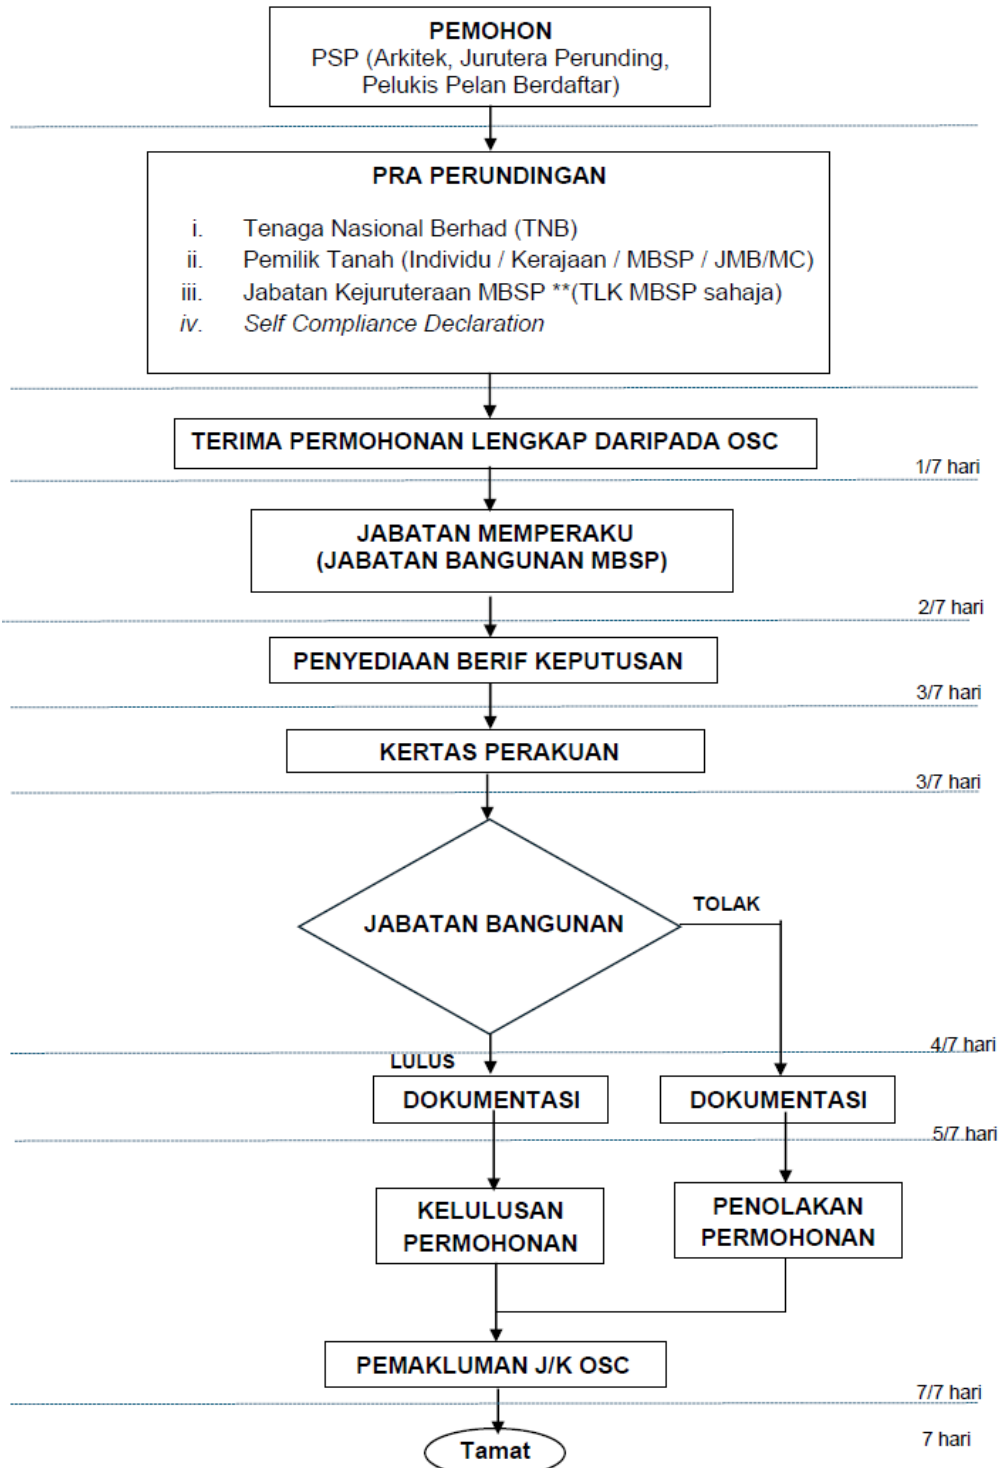 PEMOHON
PSP (Arkitek, Jurutera Perunding,
Pelukis Pelan Berdaftar)
PRA PERUNDINGAN
i. Tenaga Nasional Berhad (TNB)
ii. Pemilik Tanah (Individu / Kerajaan / MBSP / JMB/MC)
iii. Jabatan Kejuruteraan MBSP **(TLK MBSP sahaja)
iv. Self Compliance Declaration
TERIMA PERMOHONAN LENGKAP DARIPADA OSC
1/7 hari
JABATAN MEMPERAKU
(JABATAN BANGUNAN MBSP)
2/7 hari
PENYEDIAAN BERIF KEPUTUSAN
3/7 hari
KERTAS PERAKUAN
3/7 hari
JABATAN BANGUNAN
TOLAK
4/7 hari
LULUS
DOKUMENTASI
DOKUMENTASI
5/7 hari
KELULUSAN
PERMOHONAN
PENOLAKAN
PERMOHONAN
PEMAKLUMAN J/K OSC
7/7 hari
7 hari
Tamat